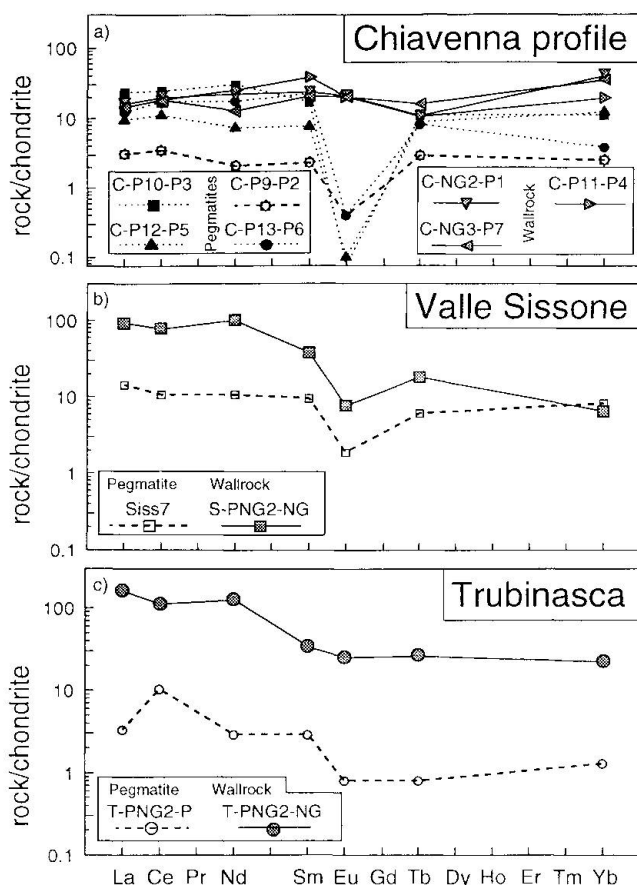 a)
Chiavenna profile
100
10
1
0.1
rock/chondrite
C-P10-P3
C-P9-P2
C-P12-P5
C-P13-P6
Pegmatites
C-NG2-P1
C-P11-P4
C-NG3-P7
Wallrock
b)
Valle Sissone
100
10
1
0.1
rock/chondrite
Pegmatite Wallrock
Siss7 S-PNG2-NG
c)
Trubinasca
100
10
1
0.1
rock/chondrite
Pegmatite Wallrock
T-PNG2-P T-PNG2-NG
La Ce Pr Nd Sm Eu Gd Tb Dy Ho Er Tm Yb